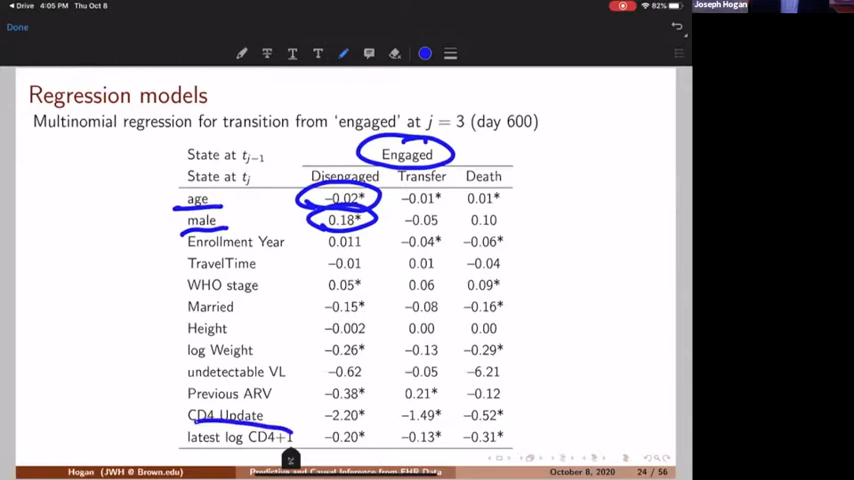 Drive 4:05 PM Thu Oct 8
82%
Joseph Hogan
Done
Regression models
Multinomial regression for transition from ‘engaged’ at j = 3 (day 600)
State at tj−1 Engaged
State at tj Disengaged Transfer Death
age −0.02* −0.01* 0.01*
male 0.18* −0.05 0.10
Enrollment Year 0.011 −0.04* −0.06*
TravelTime −0.01 0.01 −0.04
WHO stage 0.05* 0.06 0.09*
Married −0.15* −0.08 −0.16*
Height −0.002 0.00 0.00
log Weight −0.26* −0.13 −0.29*
undetectable VL −0.62 −0.05 −6.21
Previous ARV −0.38* 0.21* −0.12
CD4 Update −2.20* −1.49* −0.52*
latest log CD4+1 −0.20* −0.13* −0.31*
Hogan (JWH @ Brown.edu) Predictive and Causal Inference from EHR Data October 8, 2020 24 / 56